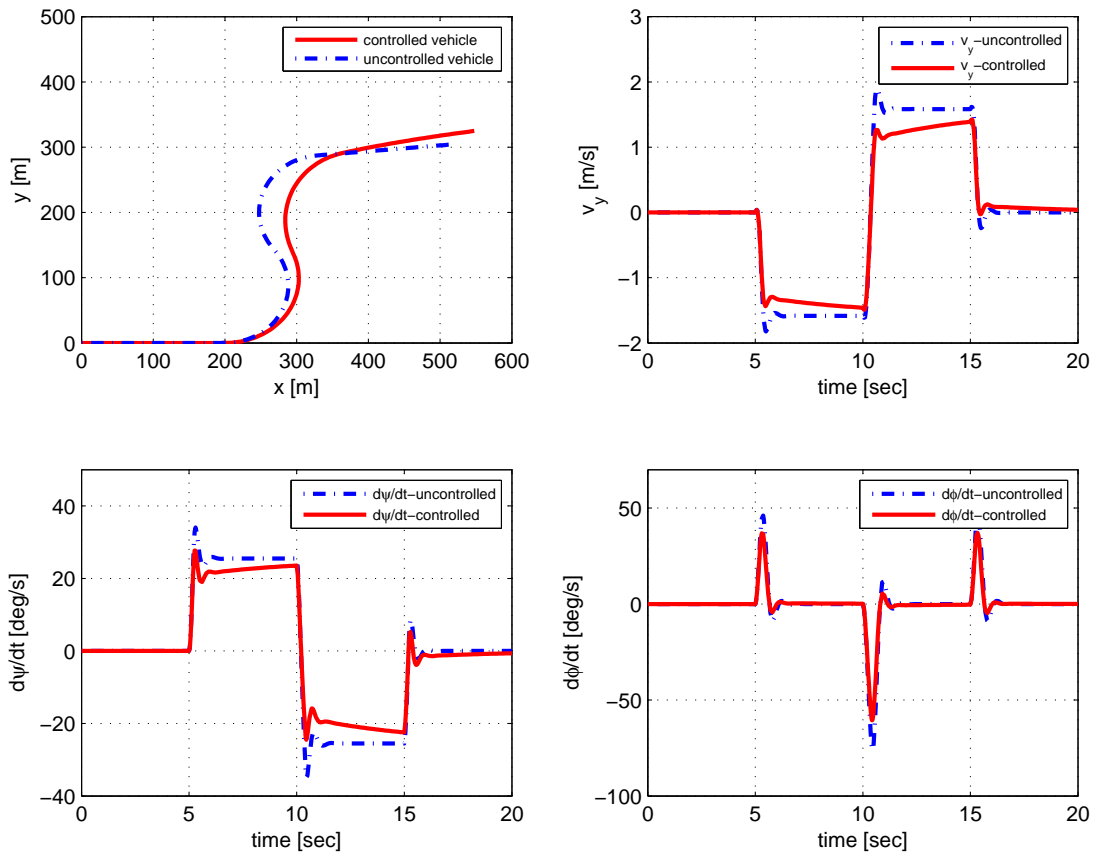 500
400
300
200
100
0
y [m]
0 100 200 300 400 500 600
x [m]
controlled vehicle
uncontrolled vehicle
3
2
1
0
−1
−2
v_y [m/s]
0 5 10 15 20
time [sec]
v_y−uncontrolled
v_y−controlled
40
20
0
−20
−40
dψ/dt [deg/s]
0 5 10 15 20
time [sec]
dψ/dt−uncontrolled
dψ/dt−controlled
50
0
−50
−100
dϕ/dt [deg/s]
0 5 10 15 20
time [sec]
dϕ/dt−uncontrolled
dϕ/dt−controlled